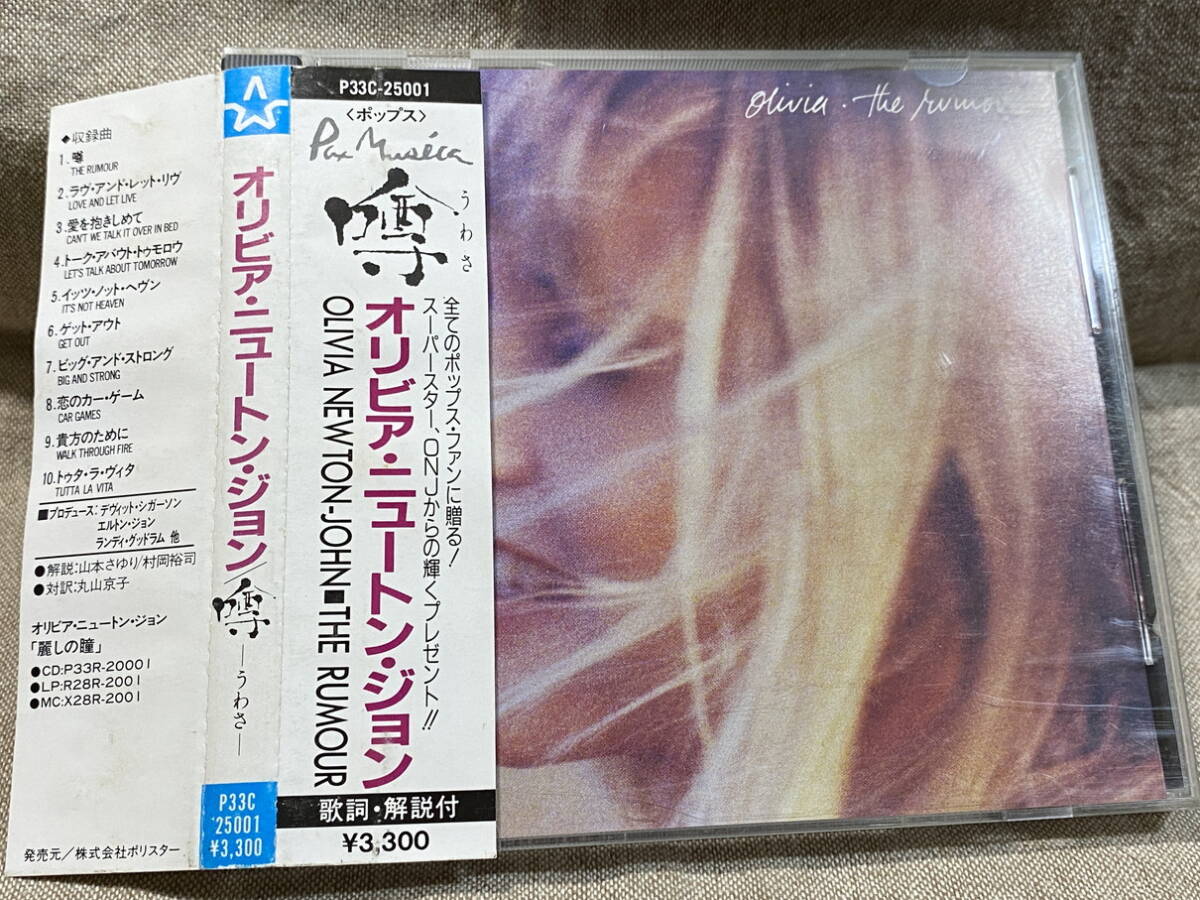 ◆収録曲
1.噂
THE RUMOUR
2.ラヴ・アンド・レット・リヴ
LOVE AND LET LIVE
3.愛を抱きしめて
CAN'T WE TALK IT OVER IN BED
4.トーク・アバウト・トゥモロウ
LET'S TALK ABOUT TOMORROW
5.イッツ・ノット・ヘヴン
IT'S NOT HEAVEN
6.ゲット・アウト
GET OUT
7.ビッグ・アンド・ストロング
BIG AND STRONG
8.恋のカー・ゲーム
CAR GAMES
9.貴方のために
WALK THROUGH FIRE
10.トゥタ・ラ・ヴィタ
TUTTA LA VITA
■プロデュース:デヴィット・シガーソン
エルトン・ジョン
ランディ・グッドラム 他
●解説:山本さゆり/村岡裕司
●対訳:丸山京子
オリビア・ニュートン・ジョン
「麗しの瞳」
●CD:P33R-20001
●LP:R28R-2001
●MC:X28R-2001
発売元/株式会社ポリスター
オリビア・ニュートン・ジョン/噂―うわさ―
P33C
25001
¥3,300
P33C-25001
〈ポップス〉
Pax Museca
噂
うわさ
全てのポップス・ファンに贈る!
スーパースター、ONJからの輝くプレゼント!!
オリビア・ニュートン・ジョン
OLIVIA NEWTON-JOHN■THE RUMOUR
歌詞・解説付
¥3,300
olivia · the rumou